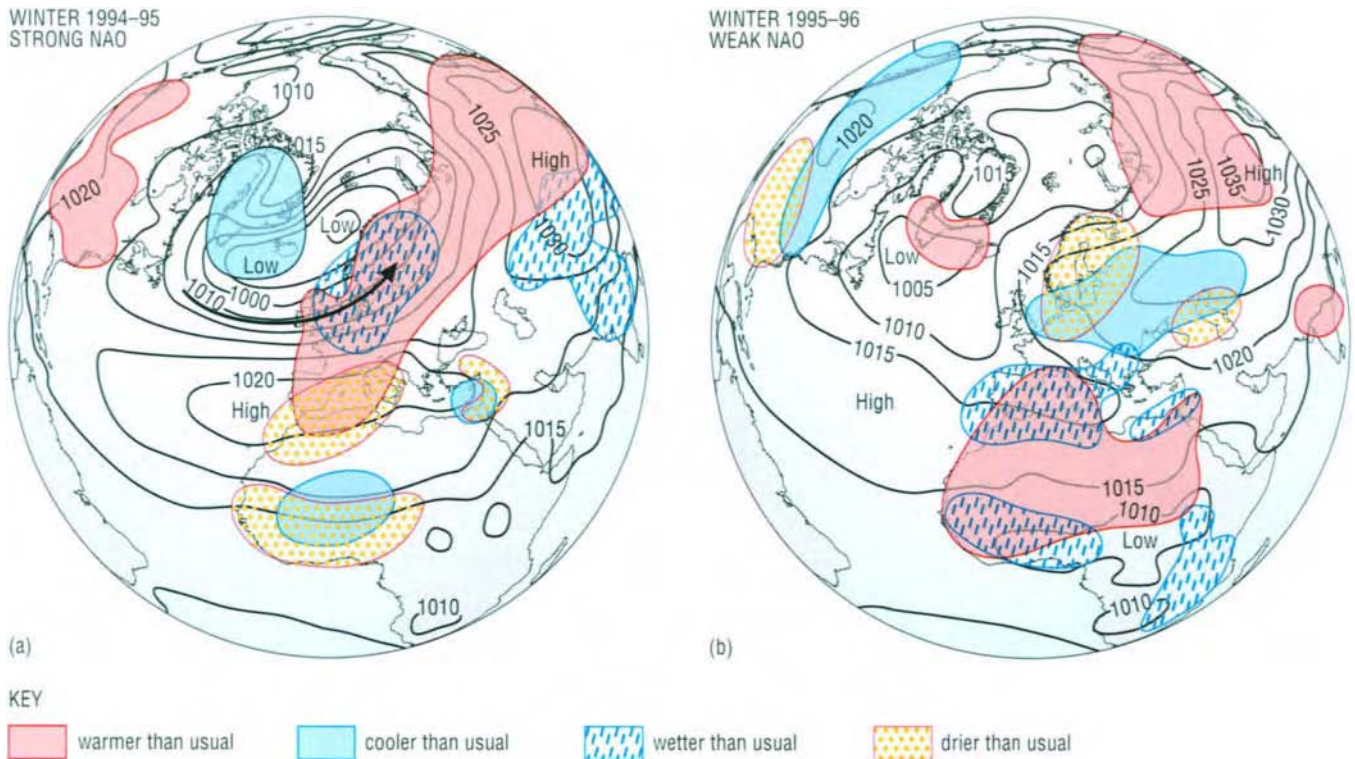 WINTER 1994–95
STRONG NAO
1010
1015
1025
High
1020
Low
1030
Low
1010
1000
1020
High
1015
1010
(a)
WINTER 1995–96
WEAK NAO
1020
1015
1025
1035
High
1030
Low
1015
1005
1010
1015
1020
High
1015
1010
Low
1010
(b)
KEY
warmer than usual
cooler than usual
wetter than usual
drier than usual